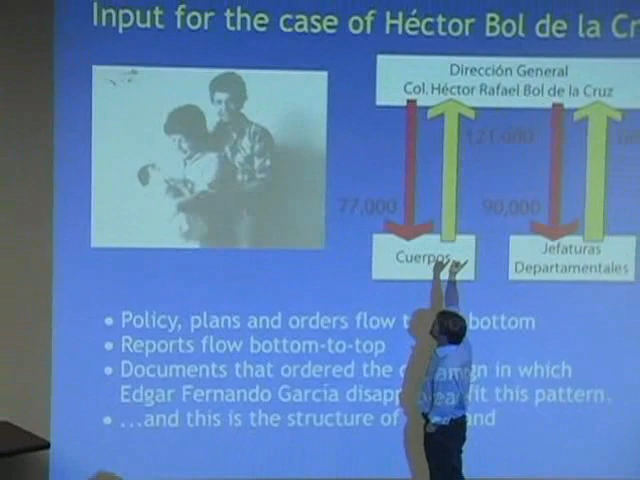 Input for the case of Héctor Bol de la Cr
Dirección General
Col. Héctor Rafael Bol de la Cruz
121,000
77,000
90,000
Cuerpos
Jefaturas
Departamentales
• Policy, plans and orders flow bottom
• Reports flow bottom-to-top
• Documents that ordered the in which
Edgar Fernando García fit this pattern.
• ...and this is the structure of